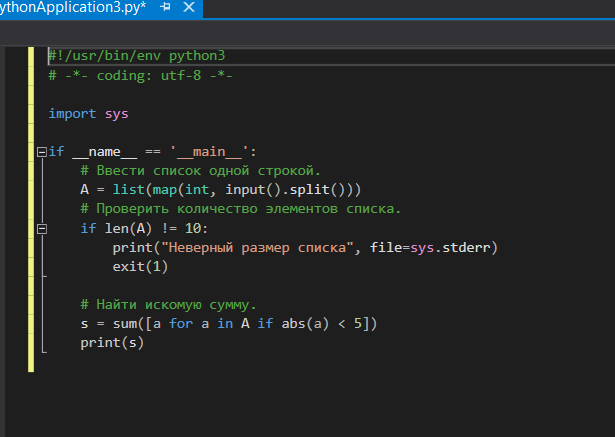 ythonApplication3.py*
#!/usr/bin/env python3
# -*- coding: utf-8 -*-
import sys
if __name__ == '__main__':
# Ввести список одной строкой.
A = list(map(int, input().split()))
# Проверить количество элементов списка.
if len(A) != 10:
print("Неверный размер списка", file=sys.stderr)
exit(1)
# Найти искомую сумму.
s = sum([a for a in A if abs(a) < 5])
print(s)